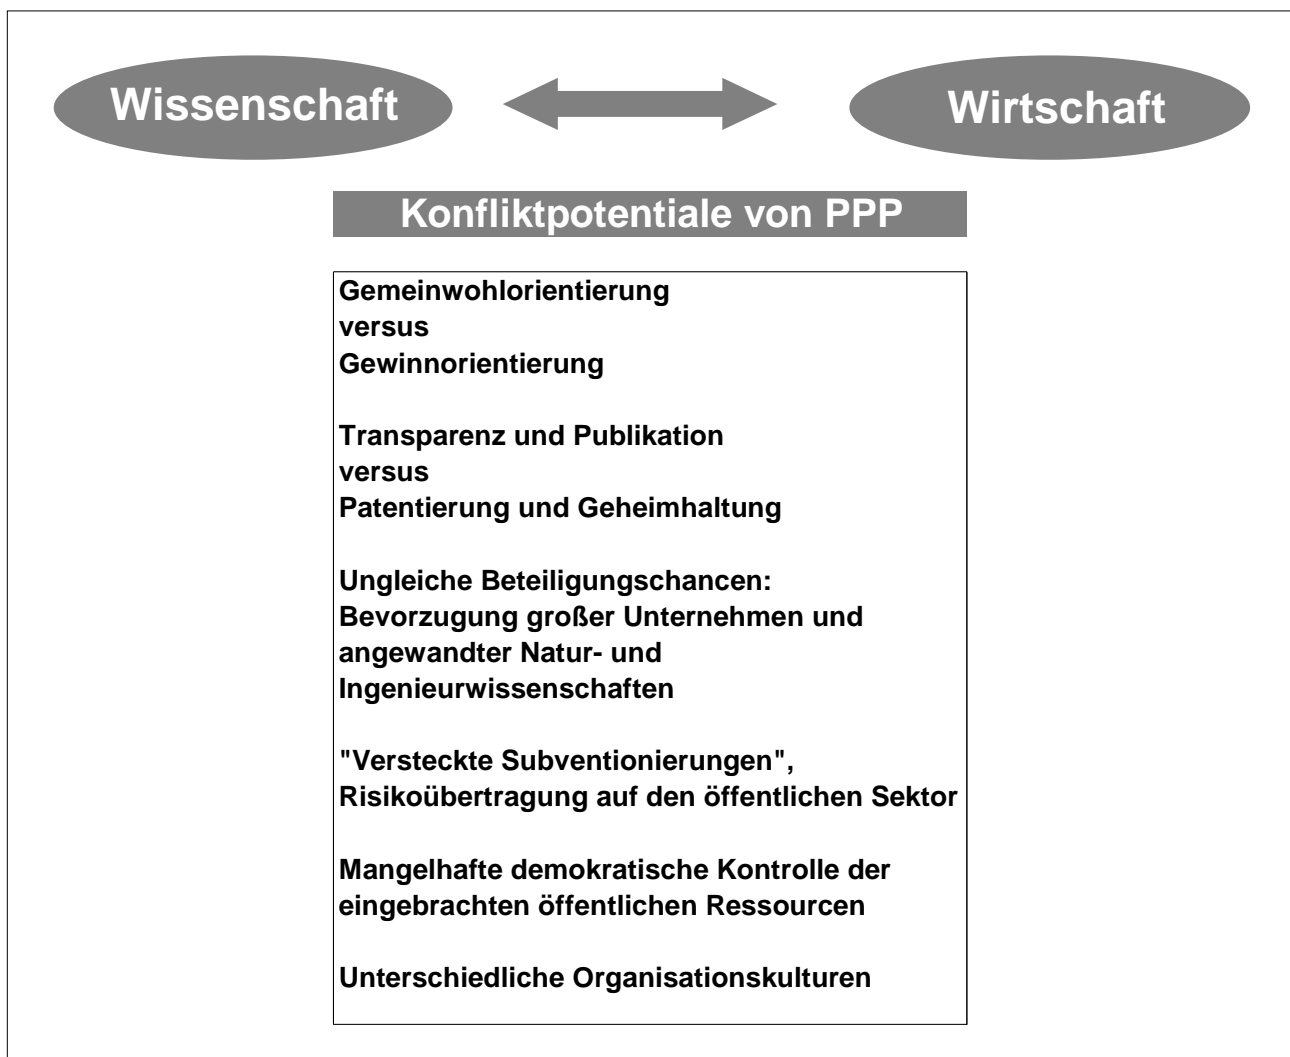 Wissenschaft
Wirtschaft
Konfliktpotentiale von PPP
Gemeinwohlorientierung
versus
Gewinnorientierung
Transparenz und Publikation
versus
Patentierung und Geheimhaltung
Ungleiche Beteiligungschancen:
Bevorzugung großer Unternehmen und
angewandter Natur- und
Ingenieurwissenschaften
"Versteckte Subventionierungen",
Risikoübertragung auf den öffentlichen Sektor
Mangelhafte demokratische Kontrolle der
eingebrachten öffentlichen Ressourcen
Unterschiedliche Organisationskulturen